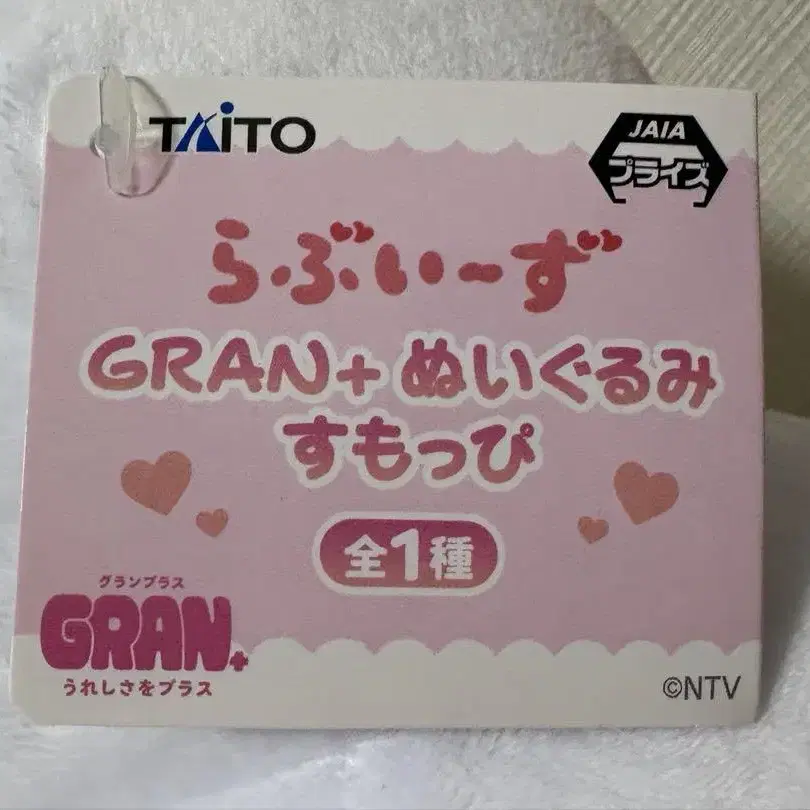 TAITO
JAIA
プライズ
らぶいーず
GRAN+ ぬいぐるみ
すもっぴ
全1種
グランプラス
GRAN+
うれしさをプラス
©NTV